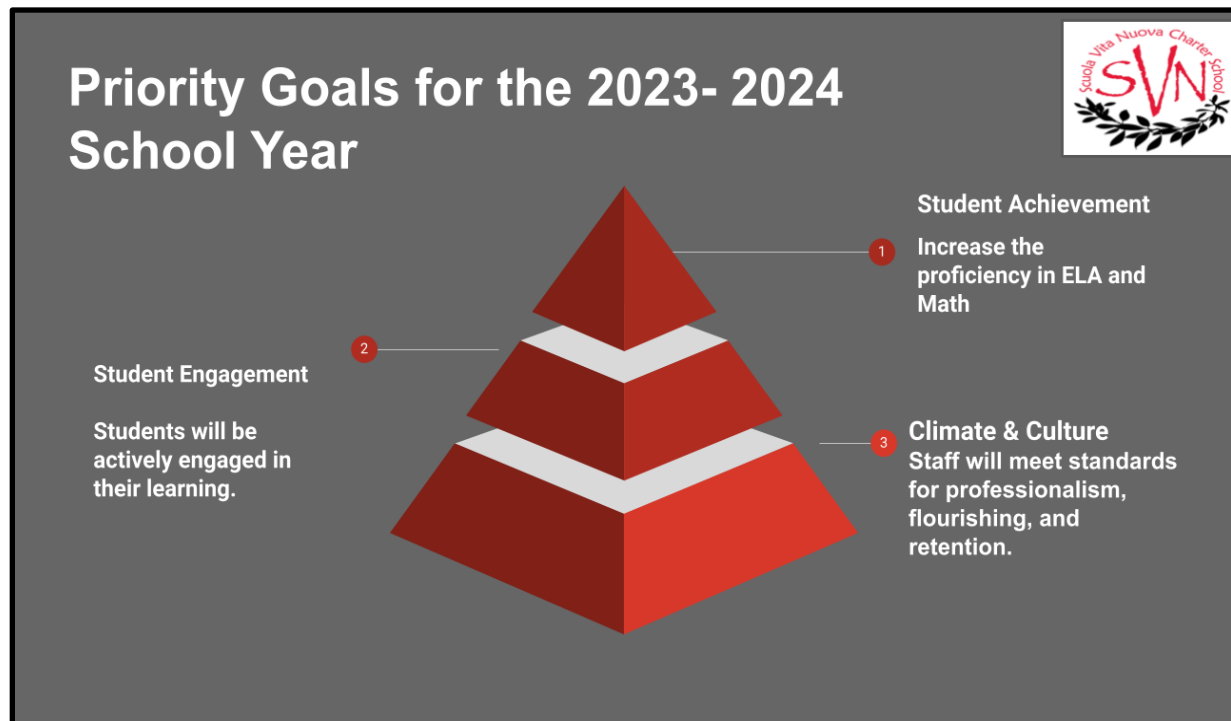 Priority Goals for the 2023- 2024
School Year
Scuola Vita Nuova Charter School
SVN
1
Student Achievement
Increase the
proficiency in ELA and
Math
2
Student Engagement
Students will be
actively engaged in
their learning.
3
Climate & Culture
Staff will meet standards
for professionalism,
flourishing, and
retention.